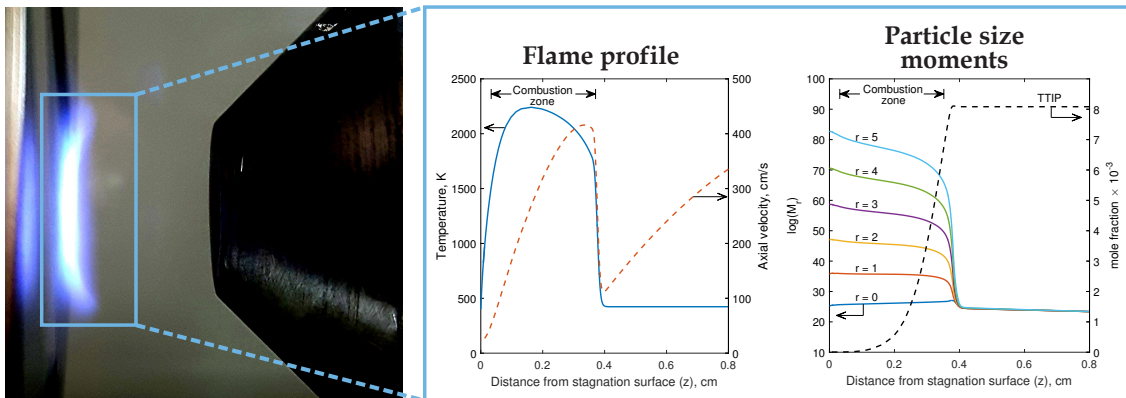 Flame profile
2500
2000
1500
1000
500
0
Temperature, K
Combustion
zone
500
400
300
200
100
0
Axial velocity, cm/s
0
0.2
0.4
0.6
0.8
Distance from stagnation surface (z), cm
Particle size
moments
100
90
80
70
60
50
40
30
20
10
log(M_r)
Combustion
zone
TTIP
r = 5
r = 4
r = 3
r = 2
r = 1
r = 0
8
7
6
5
4
3
2
1
0
mole fraction × 10⁻³
0
0.2
0.4
0.6
0.8
Distance from stagnation surface (z), cm